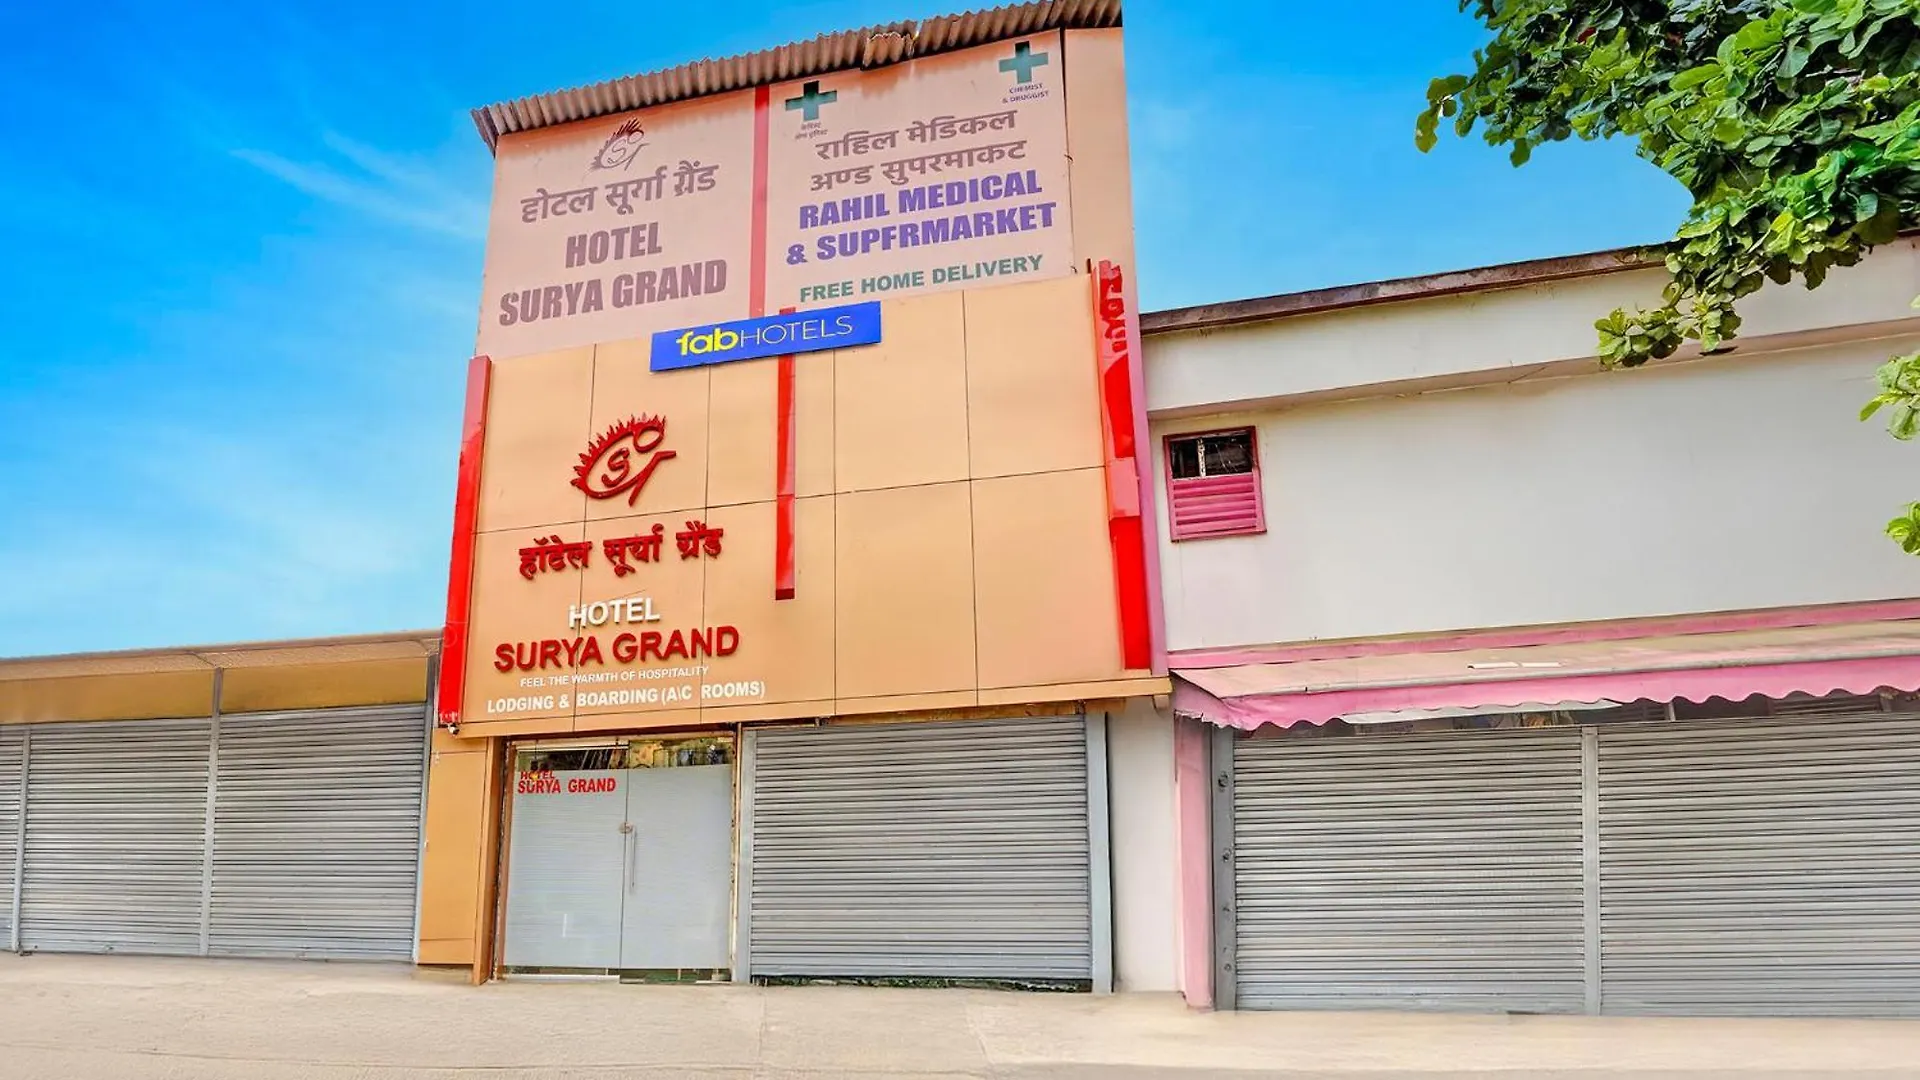 होटल सूर्या ग्रैंड
HOTEL
SURYA GRAND
CHEMIST
& DRUGGIST
राहिल मेडिकल
अण्ड सुपरमाकट
RAHIL MEDICAL
& SUPFRMARKET
FREE HOME DELIVERY
fabHOTELS
हॉटेल सूर्या ग्रैंड
HOTEL
SURYA GRAND
FEEL THE WARMTH OF HOSPITALITY
LODGING & BOARDING (A\C ROOMS)
HOTEL
SURYA GRAND